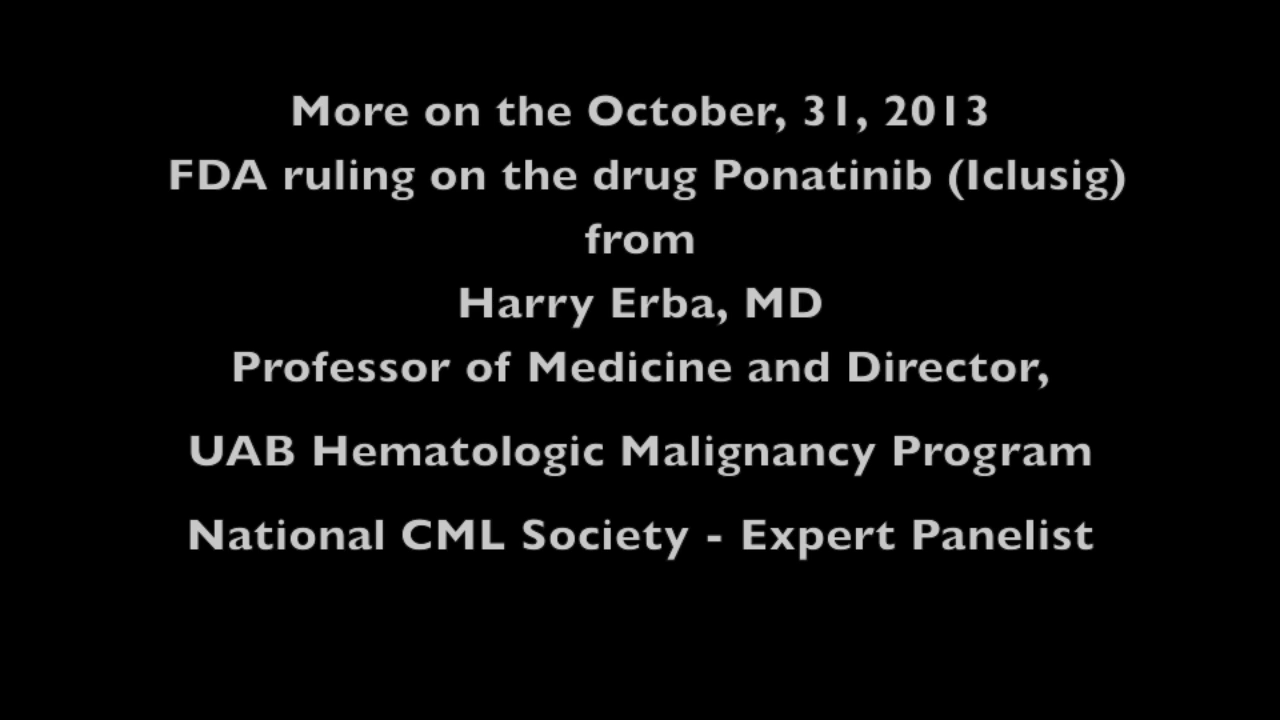 More on the October, 31, 2013
FDA ruling on the drug Ponatinib (Iclusig)
from
Harry Erba, MD
Professor of Medicine and Director,
UAB Hematologic Malignancy Program
National CML Society - Expert Panelist